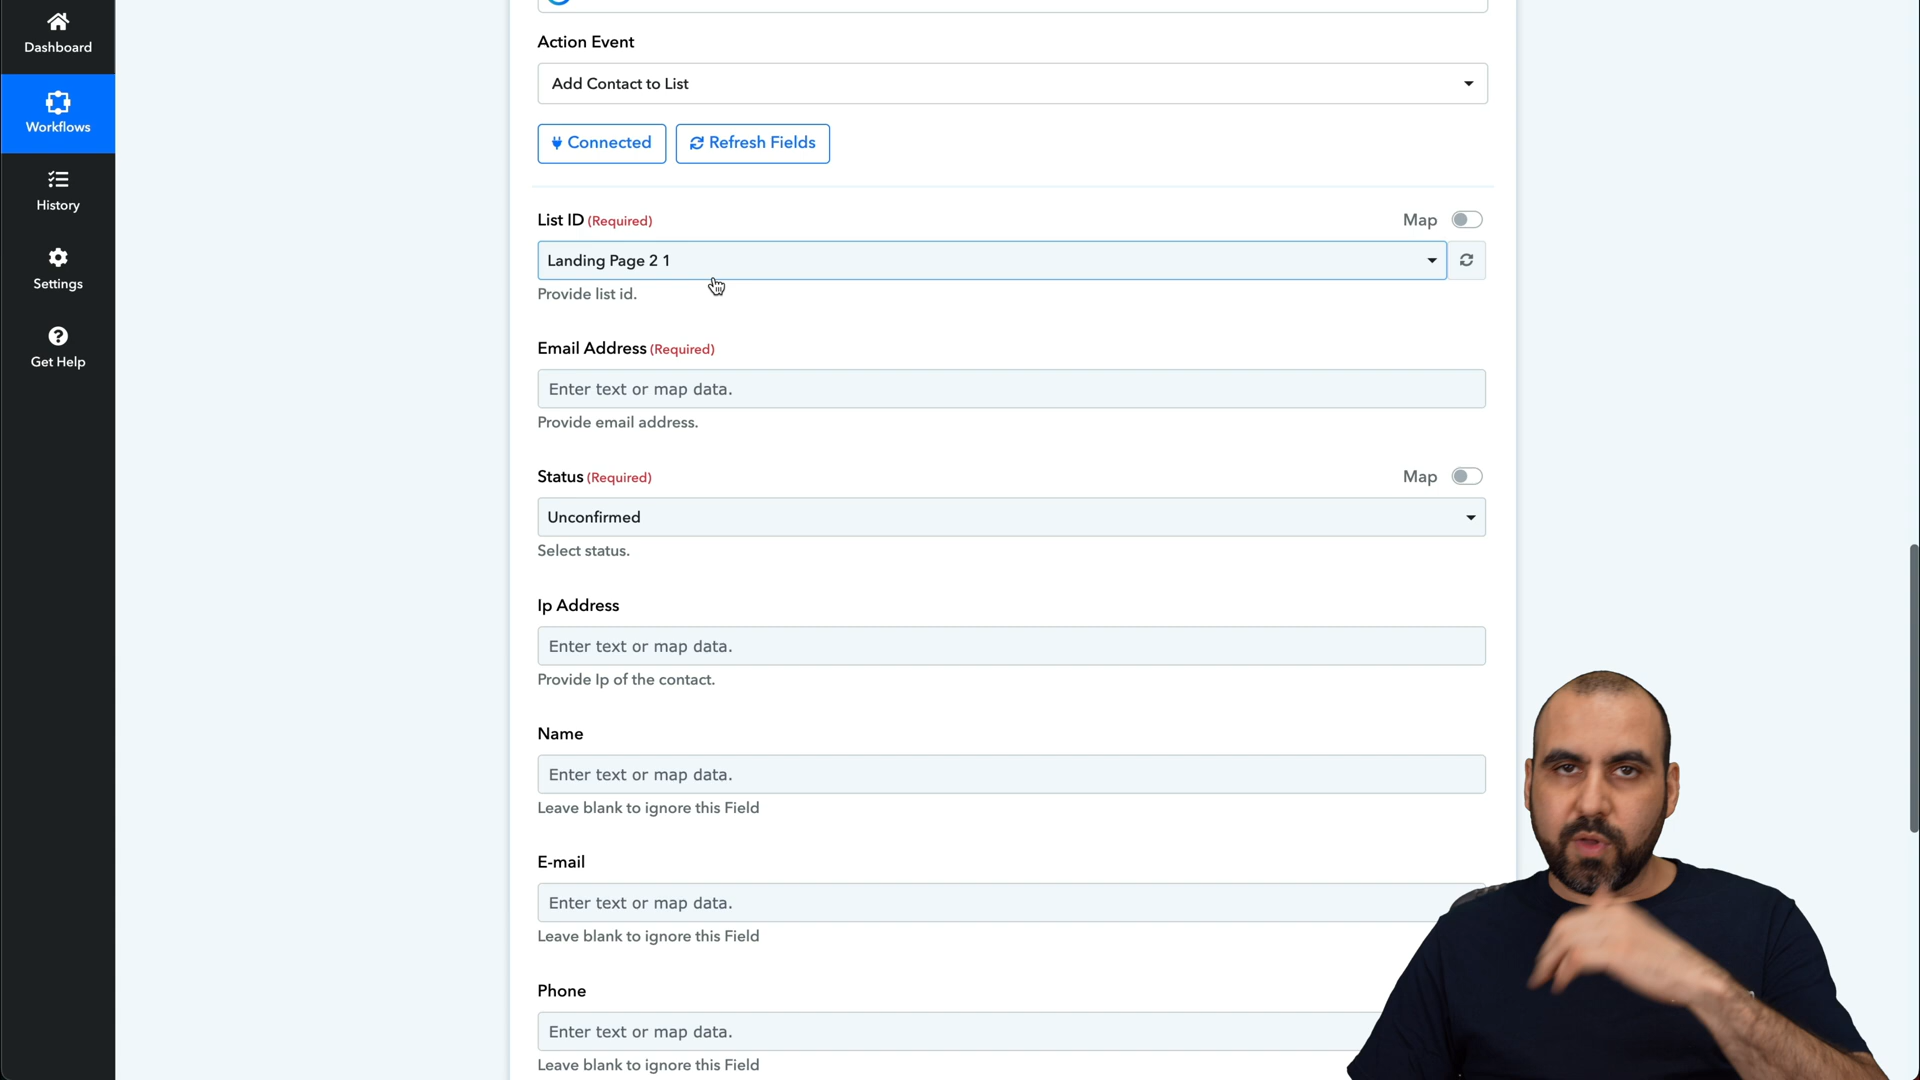 Dashboard
Workflows
History
Settings
Get Help
Action Event
Add Contact to List
Connected
Refresh Fields
List ID (Required)
Map
Landing Page 2 1
Provide list id.
Email Address (Required)
Enter text or map data.
Provide email address.
Status (Required)
Map
Unconfirmed
Select status.
Ip Address
Enter text or map data.
Provide Ip of the contact.
Name
Enter text or map data.
Leave blank to ignore this Field
E-mail
Enter text or map data.
Leave blank to ignore this Field
Phone
Enter text or map data.
Leave blank to ignore this Field